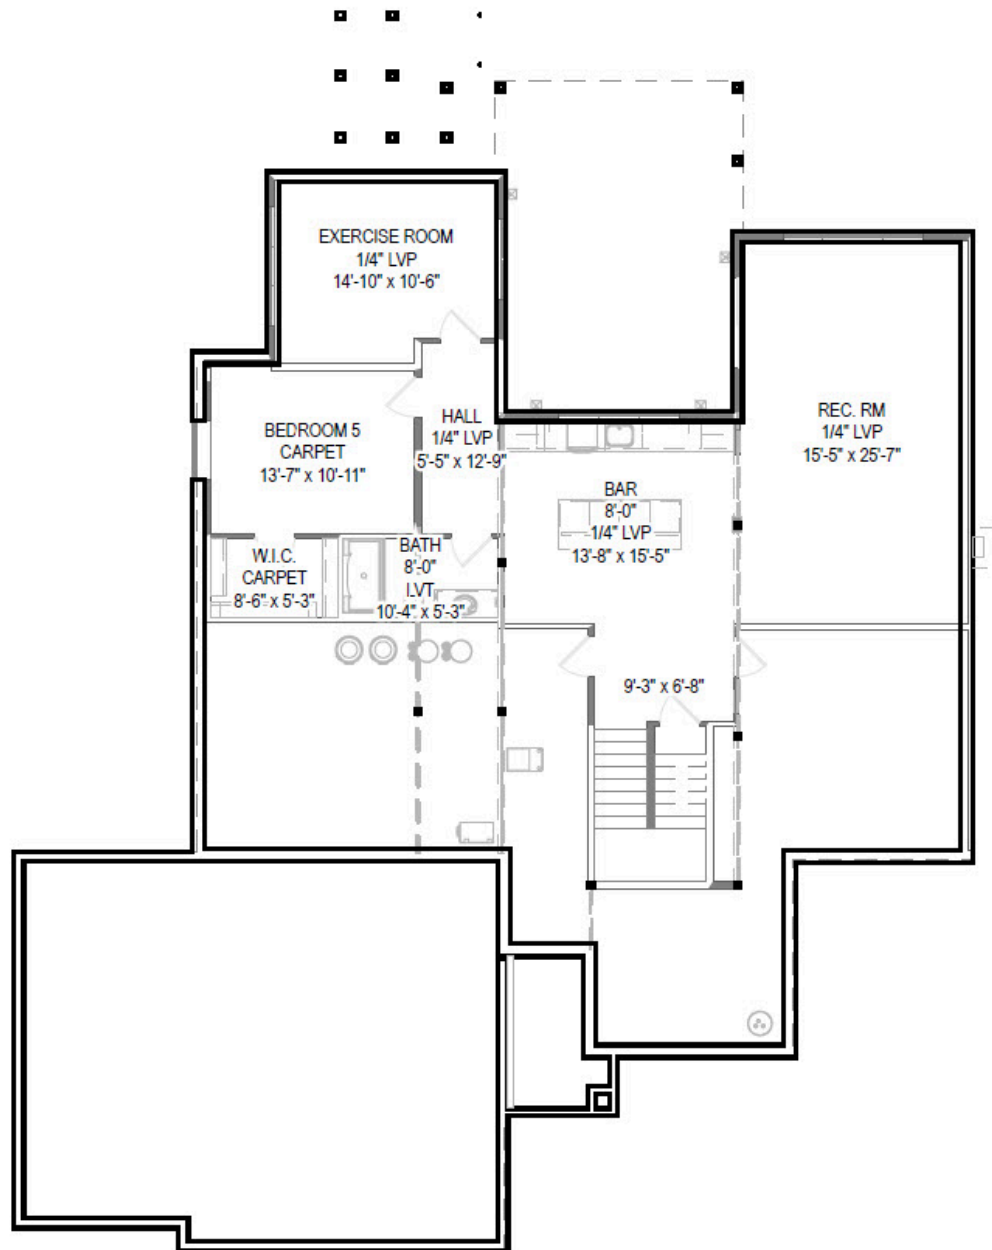 EXERCISE ROOM
1/4" LVP
14'-10" x 10'-6"
BEDROOM 5
CARPET
13'-7" x 10'-11"
HALL
1/4" LVP
5'-5" x 12'-9"
REC. RM
1/4" LVP
15'-5" x 25'-7"
BAR
8'-0"
1/4" LVP
13'-8" x 15'-5"
W.I.C.
CARPET
8'-6" x 5'-3"
BATH
8'-0"
LVT
10'-4" x 5'-3"
9'-3" x 6'-8"